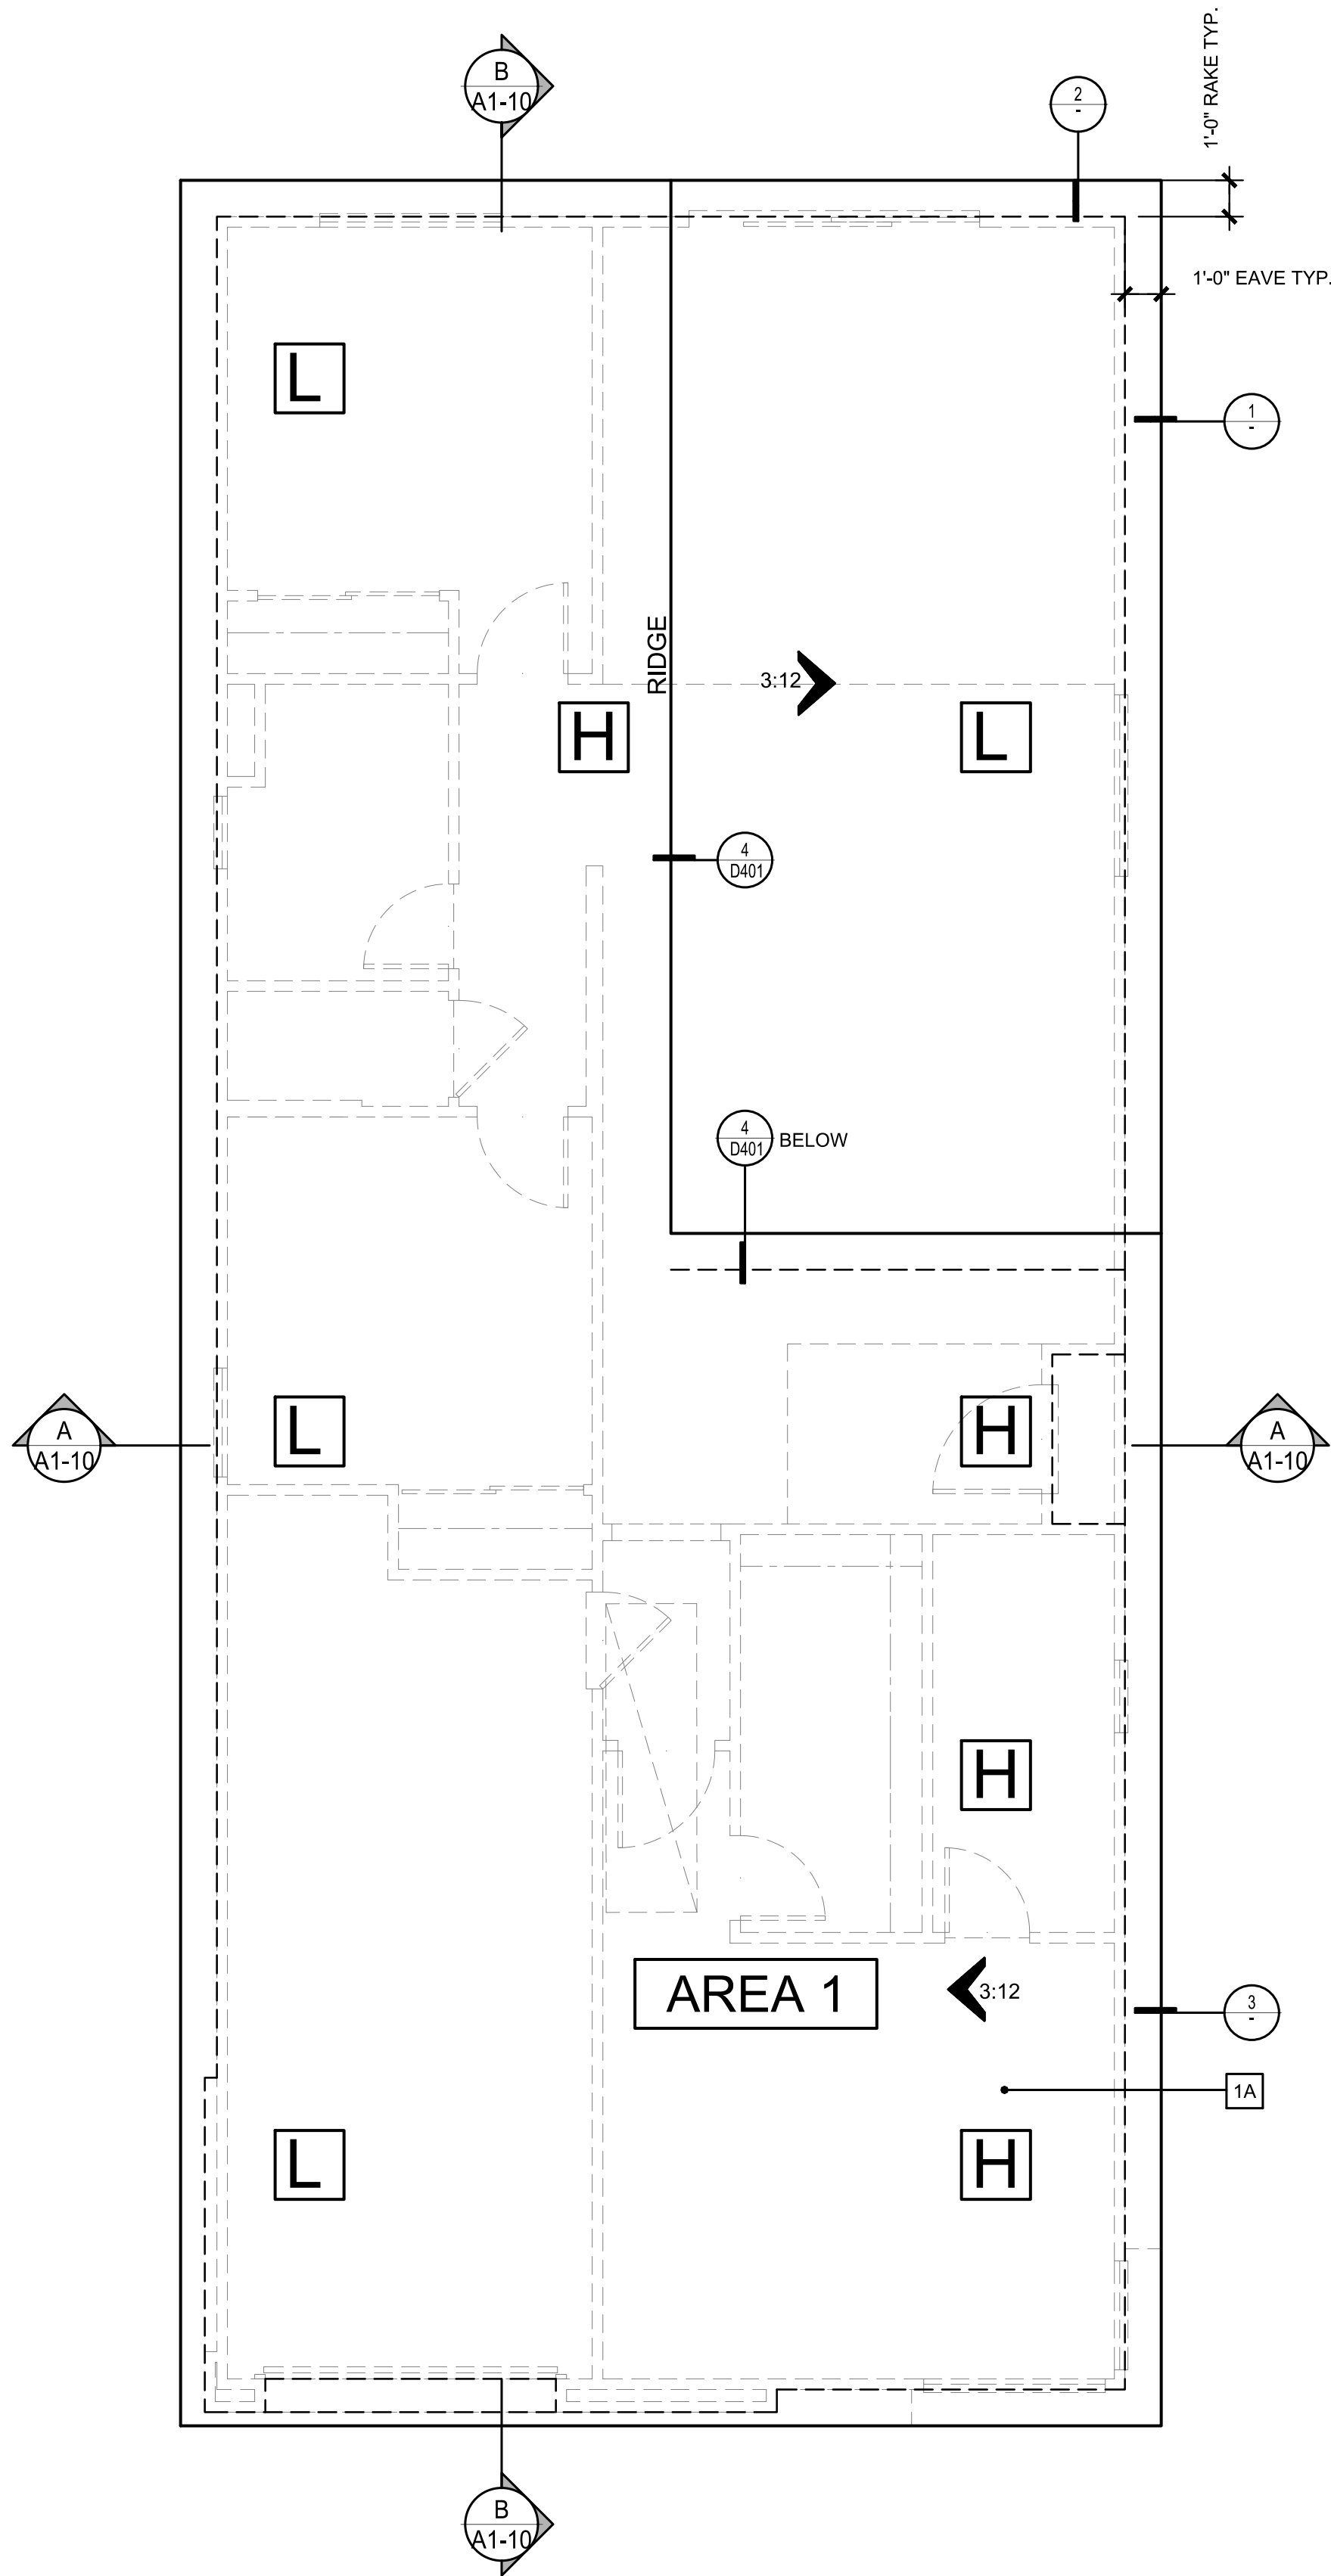 1'-0" RAKE TYP.
B
A1-10
2
-
1'-0" EAVE TYP.
L
1
-
RIDGE
3:12
H
L
4
D401
4
D401
BELOW
A
A1-10
L
H
A
A1-10
H
AREA 1
3:12
3
-
1A
L
H
B
A1-10